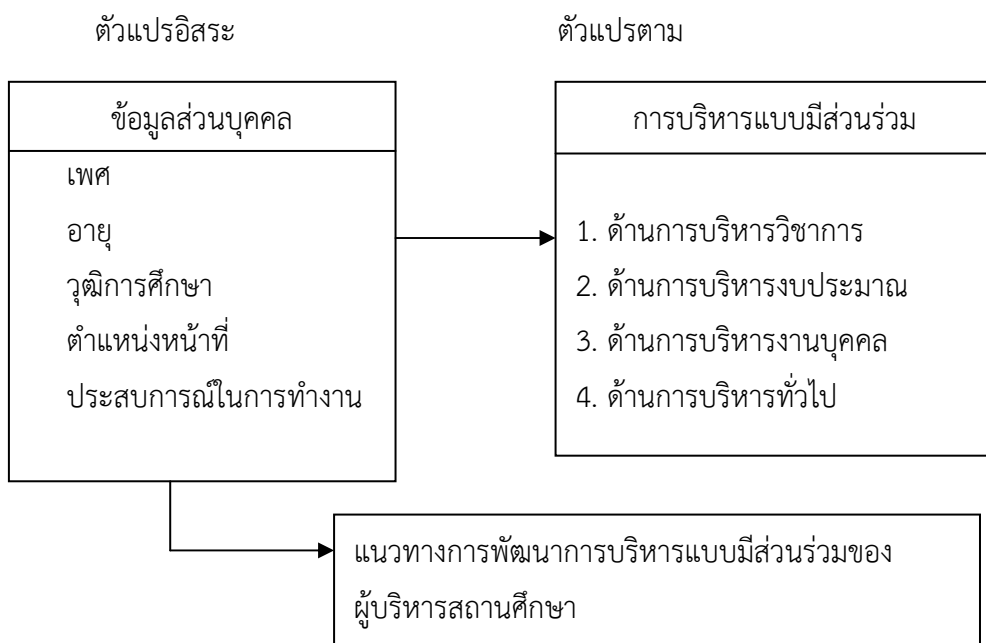 ตัวแปรอิสระ
ตัวแปรตาม
ข้อมูลส่วนบุคคล
เพศ
อายุ
วุฒิการศึกษา
ตำแหน่งหน้าที่
ประสบการณ์ในการทำงาน
การบริหารแบบมีส่วนร่วม
1. ด้านการบริหารวิชาการ
2. ด้านการบริหารงบประมาณ
3. ด้านการบริหารงานบุคคล
4. ด้านการบริหารทั่วไป
แนวทางการพัฒนาการบริหารแบบมีส่วนร่วมของ
ผู้บริหารสถานศึกษา